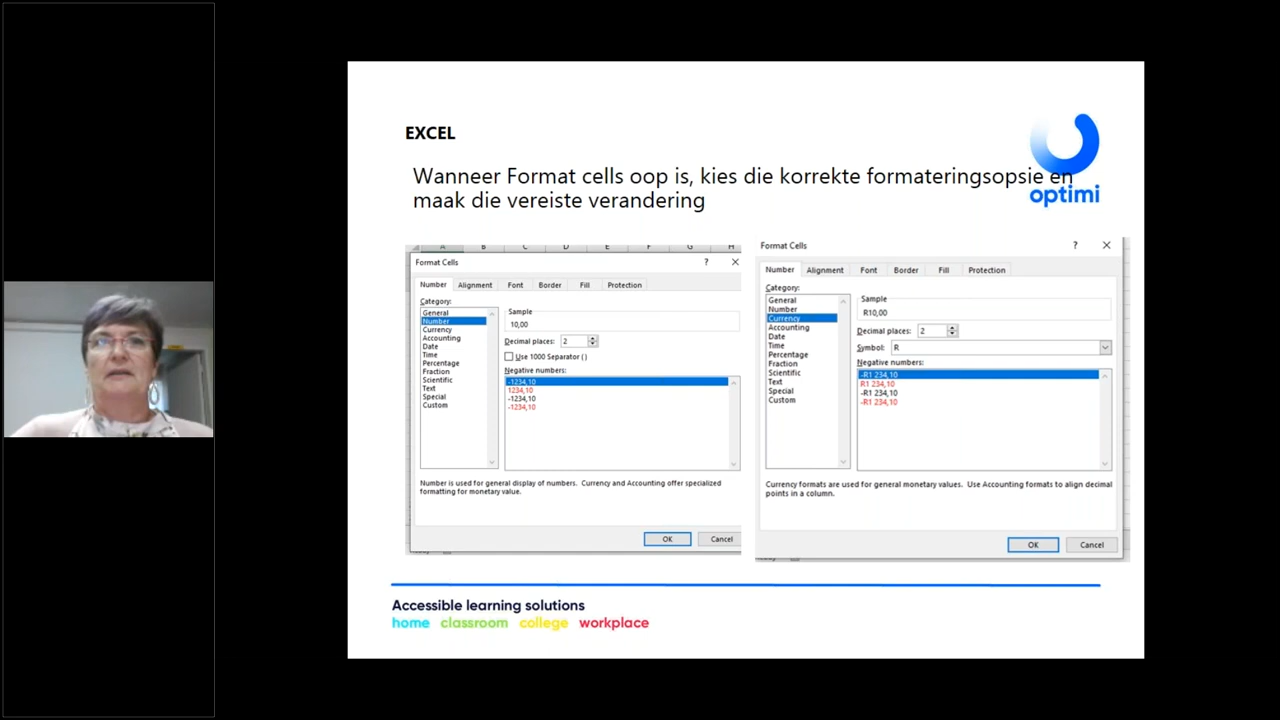 EXCEL
Wanneer Format cells oop is, kies die korrekte formateringsopsie en
maak die vereiste verandering
optimi
A B C D E F G H
Format Cells ?
Number Alignment Font Border Fill Protection
Category:
General
Number
Currency
Accounting
Date
Time
Percentage
Fraction
Scientific
Text
Special
Custom
Sample
10,00
Decimal places: 2
Use 1000 Separator ( )
Negative numbers:
-1234,10
1234,10
-1234,10
-1234,10
Number is used for general display of numbers. Currency and Accounting offer specialized
formatting for monetary value.
OK Cancel
Format Cells ?
Number Alignment Font Border Fill Protection
Category:
General
Number
Currency
Accounting
Date
Time
Percentage
Fraction
Scientific
Text
Special
Custom
Sample
R10,00
Decimal places: 2
Symbol: R
Negative numbers:
-R1 234,10
R1 234,10
-R1 234,10
-R1 234,10
Currency formats are used for general monetary values. Use Accounting formats to align decimal
points in a column.
OK Cancel
Accessible learning solutions
home classroom college workplace